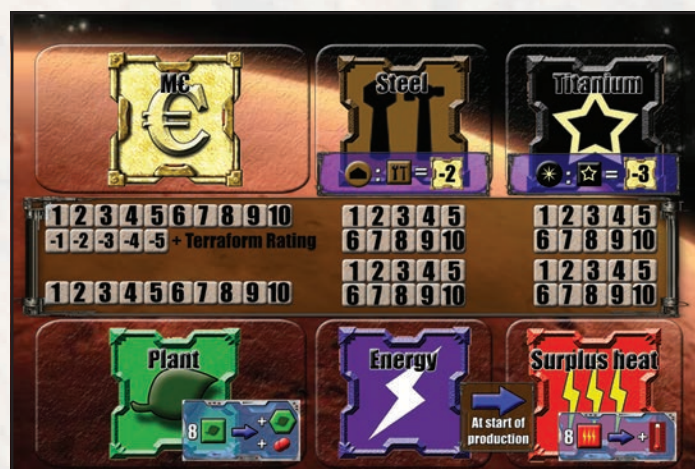 M€
Steel
Titanium
€
: = -2
: = -3
1 2 3 4 5 6 7 8 9 10
-1 -2 -3 -4 -5 + Terraform Rating
1 2 3 4 5
6 7 8 9 10
1 2 3 4 5
6 7 8 9 10
1 2 3 4 5 6 7 8 9 10
1 2 3 4 5
6 7 8 9 10
1 2 3 4 5
6 7 8 9 10
Plant
Energy
Surplus heat
8 + +
At start of
production
8 +